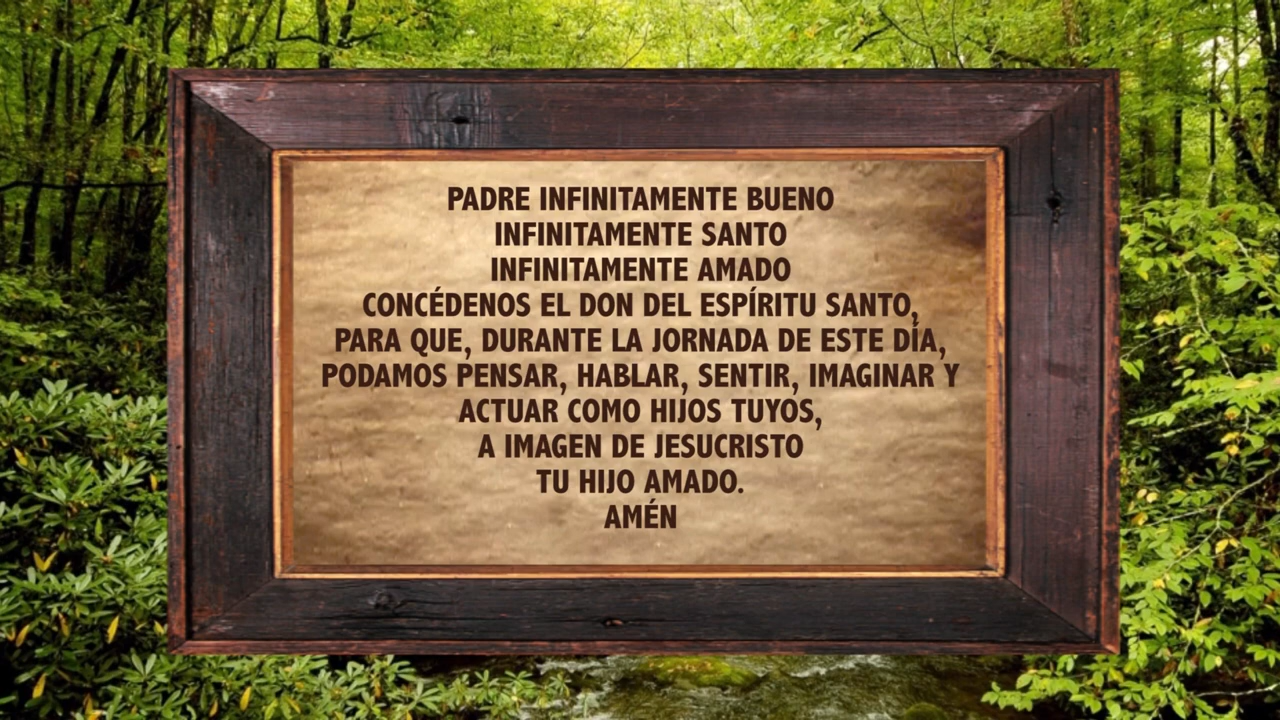 PADRE INFINITAMENTE BUENO
INFINITAMENTE SANTO
INFINITAMENTE AMADO
CONCÉDENOS EL DON DEL ESPÍRITU SANTO,
PARA QUE, DURANTE LA JORNADA DE ESTE DÍA,
PODAMOS PENSAR, HABLAR, SENTIR, IMAGINAR Y
ACTUAR COMO HIJOS TUYOS,
A IMAGEN DE JESUCRISTO
TU HIJO AMADO.
AMÉN